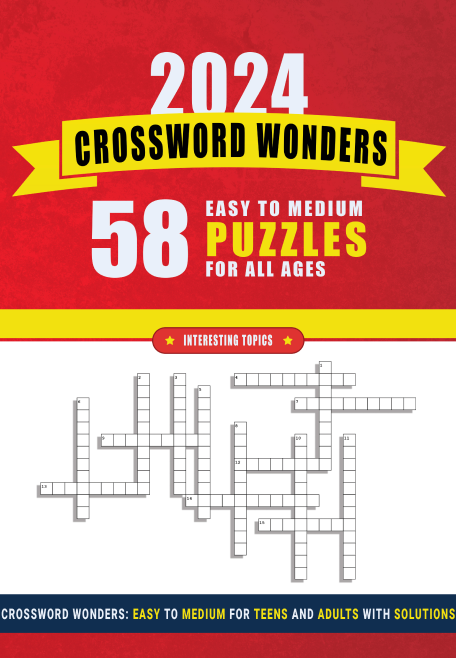 2024
CROSSWORD WONDERS
58
EASY TO MEDIUM
PUZZLES
FOR ALL AGES
INTERESTING TOPICS
CROSSWORD WONDERS: EASY TO MEDIUM FOR TEENS AND ADULTS WITH SOLUTIONS